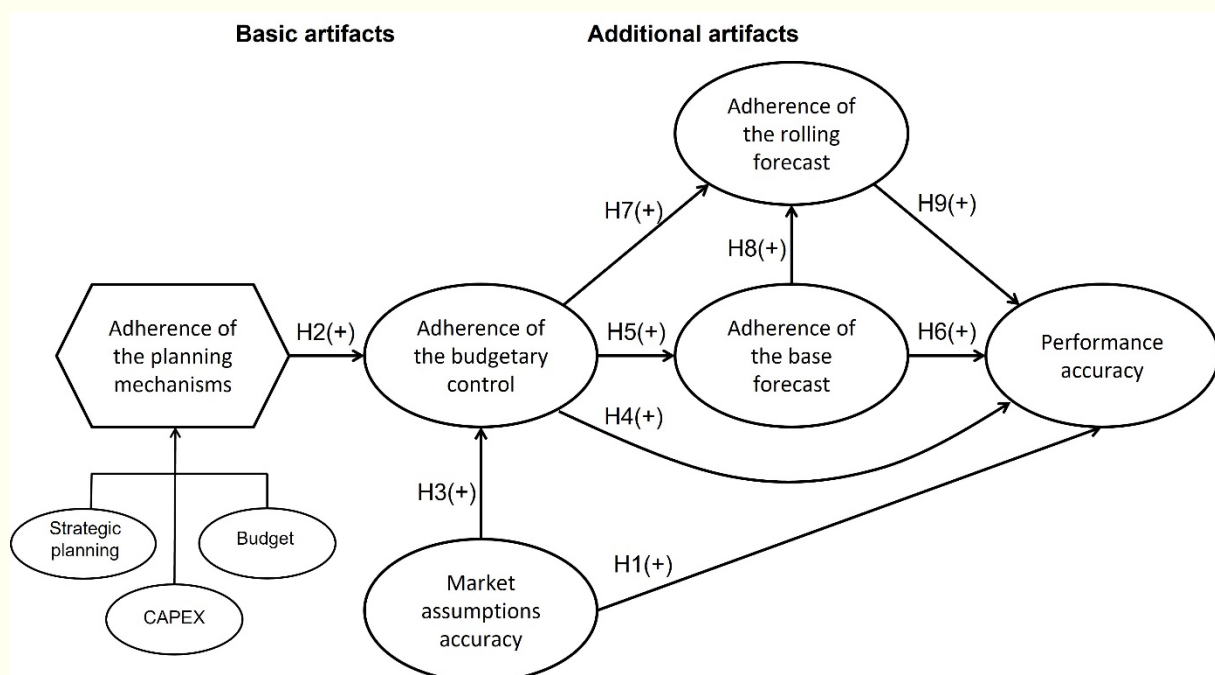 Basic artifacts
Additional artifacts
Adherence of
the rolling
forecast
H7(+)
H9(+)
H8(+)
Adherence of
the planning
mechanisms
H2(+)
Adherence of
the budgetary
control
H5(+)
Adherence of
the base
forecast
H6(+)
Performance
accuracy
H4(+)
H3(+)
Strategic
planning
Budget
CAPEX
Market
assumptions
accuracy
H1(+)